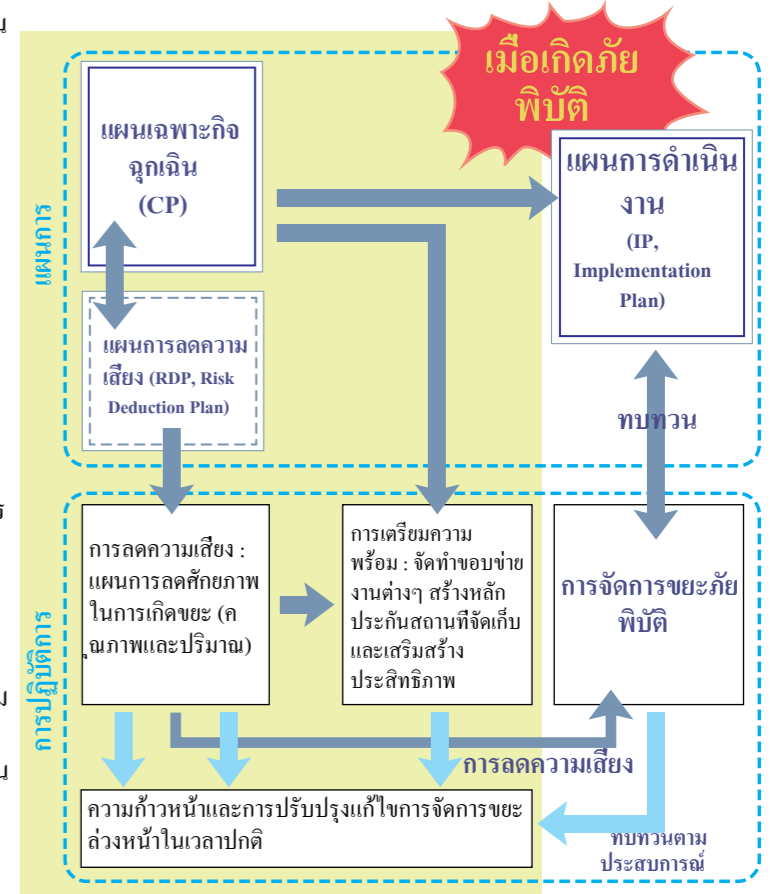 น
เมื่อเกิดภัย
พิบัติ
แผนเฉพาะกิจ
ฉุกเฉิน
(CP)
แผนการดำเนิน
งาน
(IP,
Implementation
Plan)
แผนการ
แผนการลดความ
เสี่ยง (RDP, Risk
Deduction Plan)
ทบทวน
ร
การลดความเสี่ยง :
แผนการลดศักยภาพ
ในการเกิดขยะ (ค
ุณภาพและปริมาณ)
การเตรียมความ
พร้อม : จัดทำขอบข่าย
งานต่างๆ สร้างหลัก
ประกันสถานที่จัดเก็บ
และเสริมสร้าง
ประสิทธิภาพ
การจัดการขยะภัย
พิบัติ
การปฏิบัติการ
ม
น
การลดความเสี่ยง
ความก้าวหน้าและการปรับปรุงแก้ไขการจัดการขยะ
ล่วงหน้าในเวลาปกติ
ทบทวนตาม
ประสบการณ์